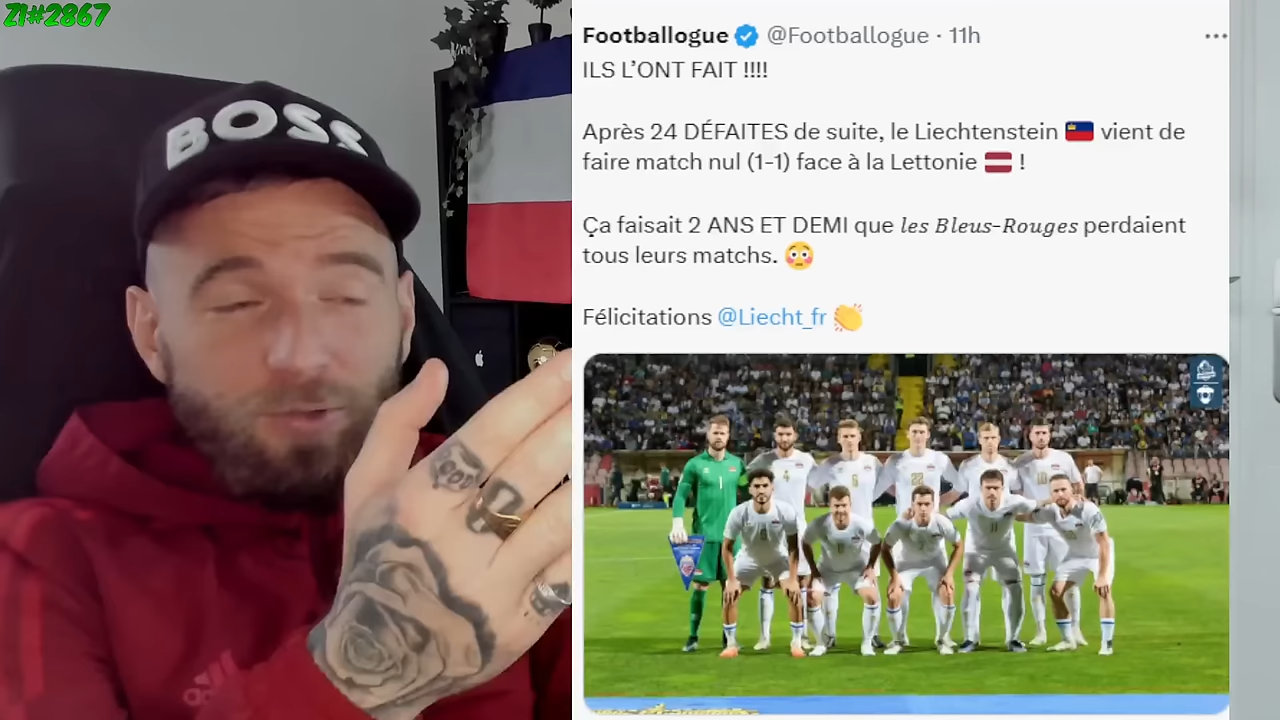 ZI#2867
BOSS
Footballogue @Footballogue · 11h
ILS L’ONT FAIT !!!!
Après 24 DÉFAITES de suite, le Liechtenstein vient de
faire match nul (1-1) face à la Lettonie !
Ça faisait 2 ANS ET DEMI que les Bleus-Rouges perdaient
tous leurs matchs.
Félicitations @Liecht_fr